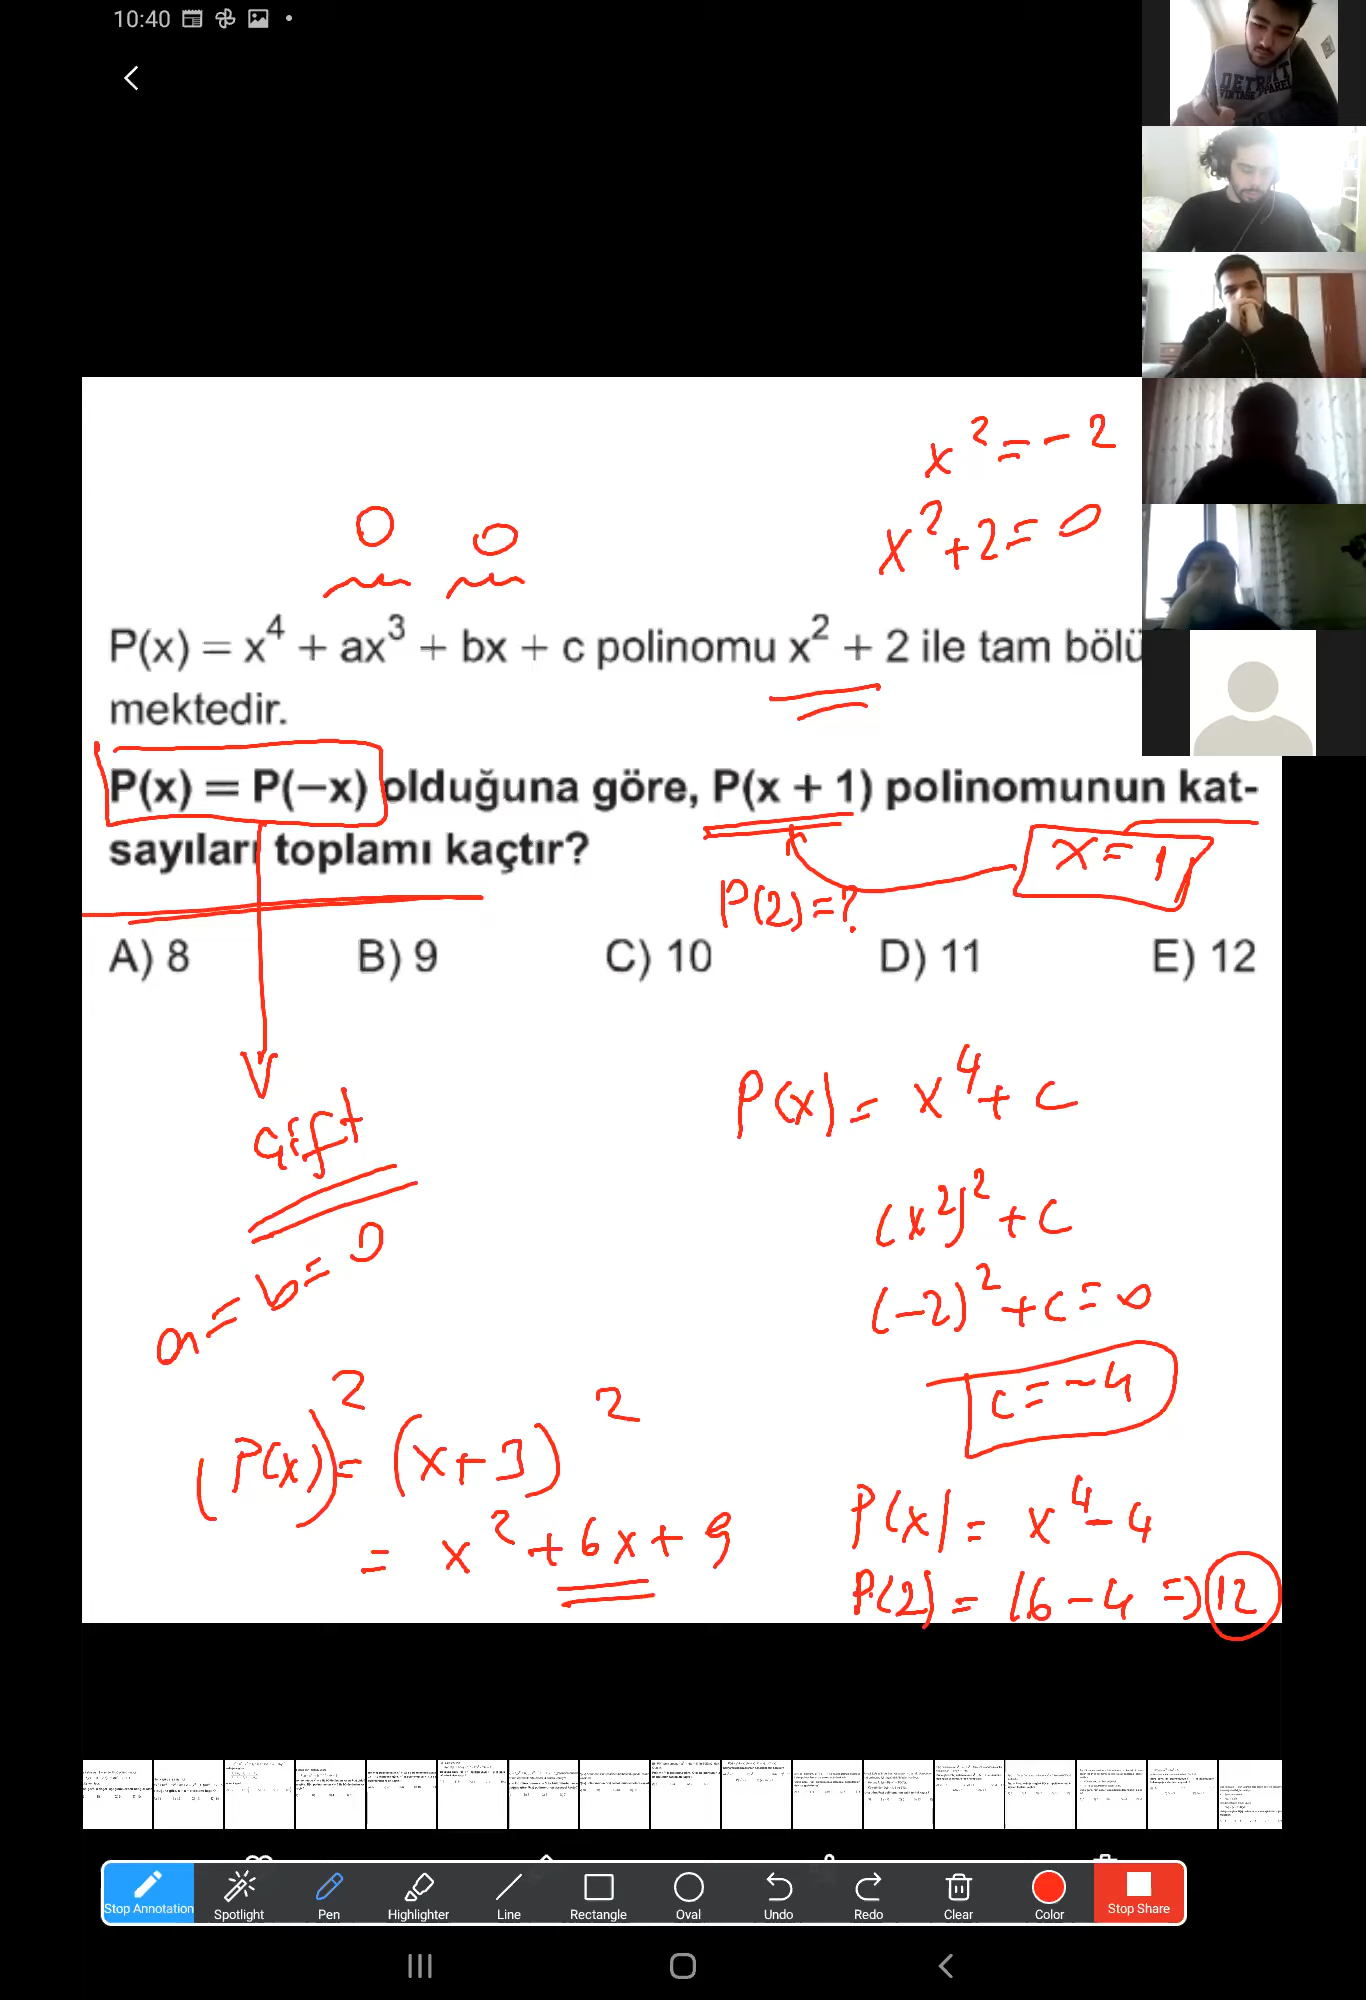 10:40
DETROIT
x² = -2
x² + 2 = 0
0 0
P(x) = x⁴ + ax³ + bx + c polinomu x² + 2 ile tam bölü
mektedir.
P(x) = P(-x) olduğuna göre, P(x + 1) polinomunun kat-
sayıları toplamı kaçtır?
x = 1
P(2) = ?
A) 8 B) 9 C) 10 D) 11 E) 12
çift
a = b = 0
P(x) = x⁴ + c
(x²)² + c
(-2)² + c = 0
c = -4
(P(x))² = (x+3)²
= x² + 6x + 9
P(x) = x⁴ - 4
P(2) = 16 - 4 => 12
Stop Annotation Spotlight Pen Highlighter Line Rectangle Oval Undo Redo Clear Color Stop Share